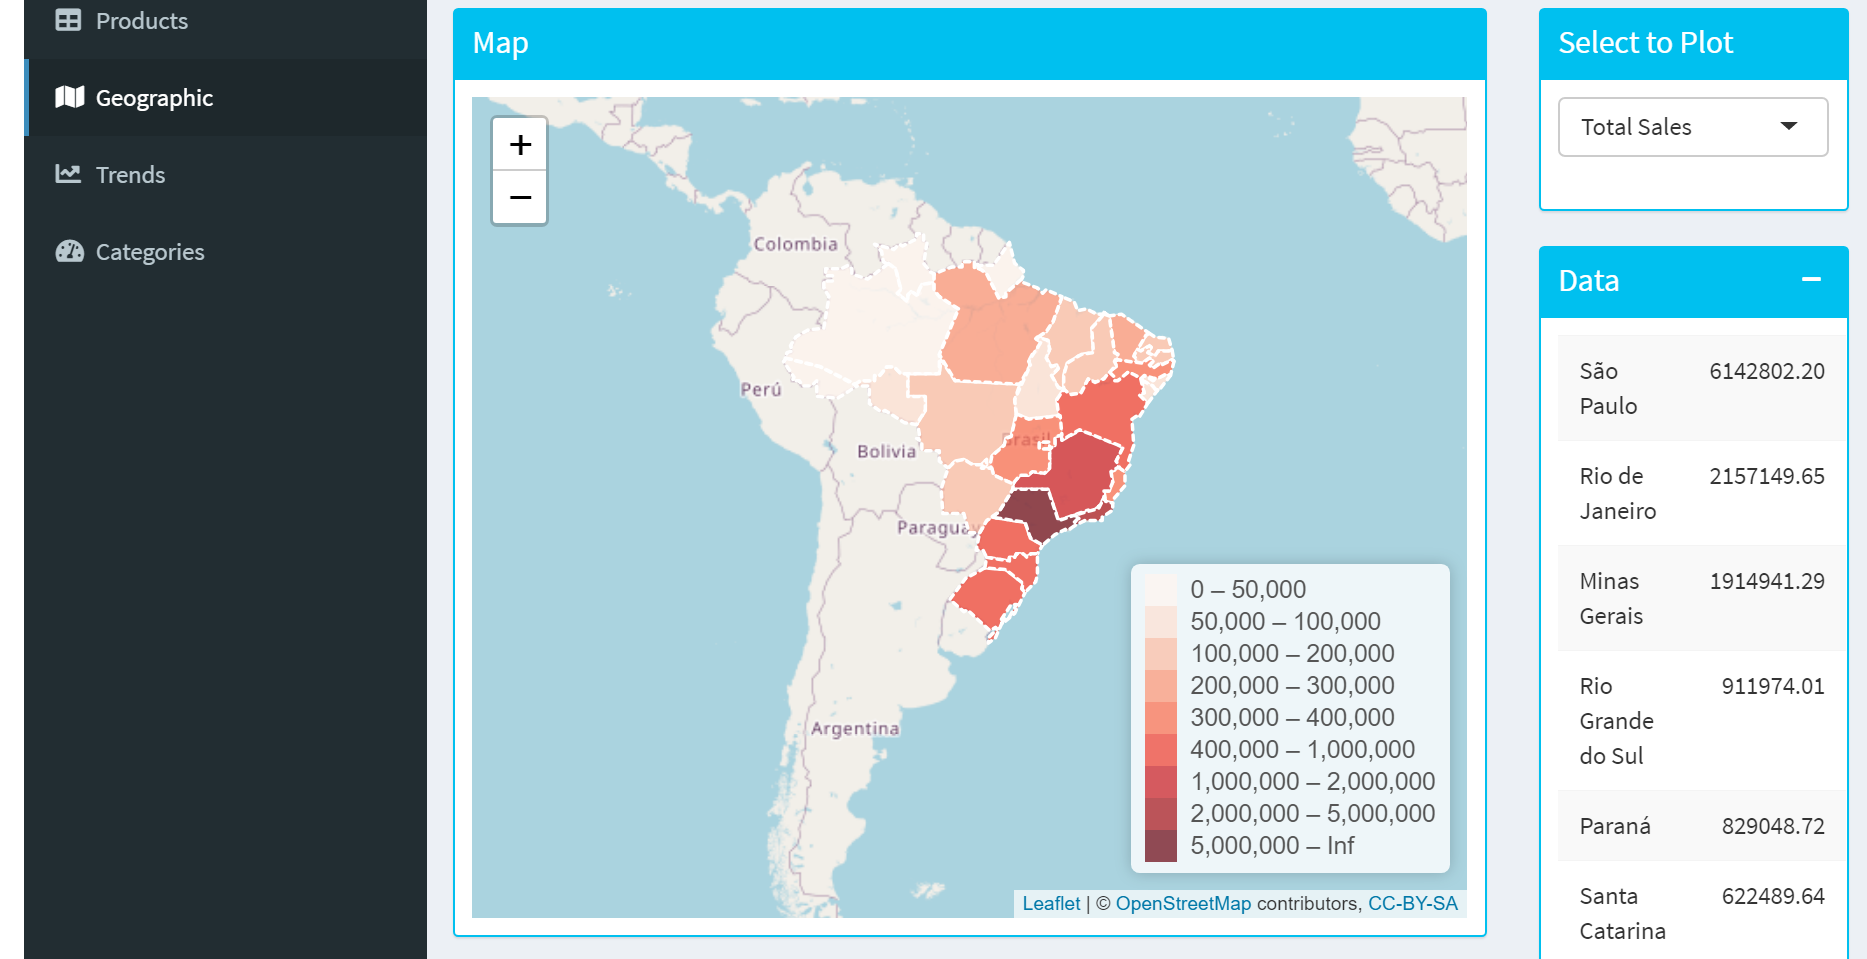 Products
Geographic
Trends
Categories
Map
+
−
Colombia
Perú
Brasil
Bolivia
Paraguay
Argentina
0 – 50,000
50,000 – 100,000
100,000 – 200,000
200,000 – 300,000
300,000 – 400,000
400,000 – 1,000,000
1,000,000 – 2,000,000
2,000,000 – 5,000,000
5,000,000 – Inf
Leaflet | © OpenStreetMap contributors, CC-BY-SA
Select to Plot
Total Sales
Data
São 6142802.20
Paulo
Rio de 2157149.65
Janeiro
Minas 1914941.29
Gerais
Rio 911974.01
Grande
do Sul
Paraná 829048.72
Santa 622489.64
Catarina